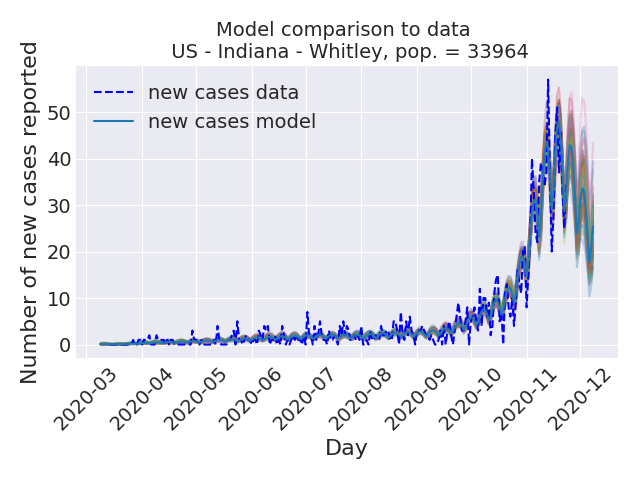 Model comparison to data
US - Indiana - Whitley, pop. = 33964
Number of new cases reported
50
40
30
20
10
0
new cases data
new cases model
2020-03
2020-04
2020-05
2020-06
2020-07
2020-08
2020-09
2020-10
2020-11
2020-12
Day